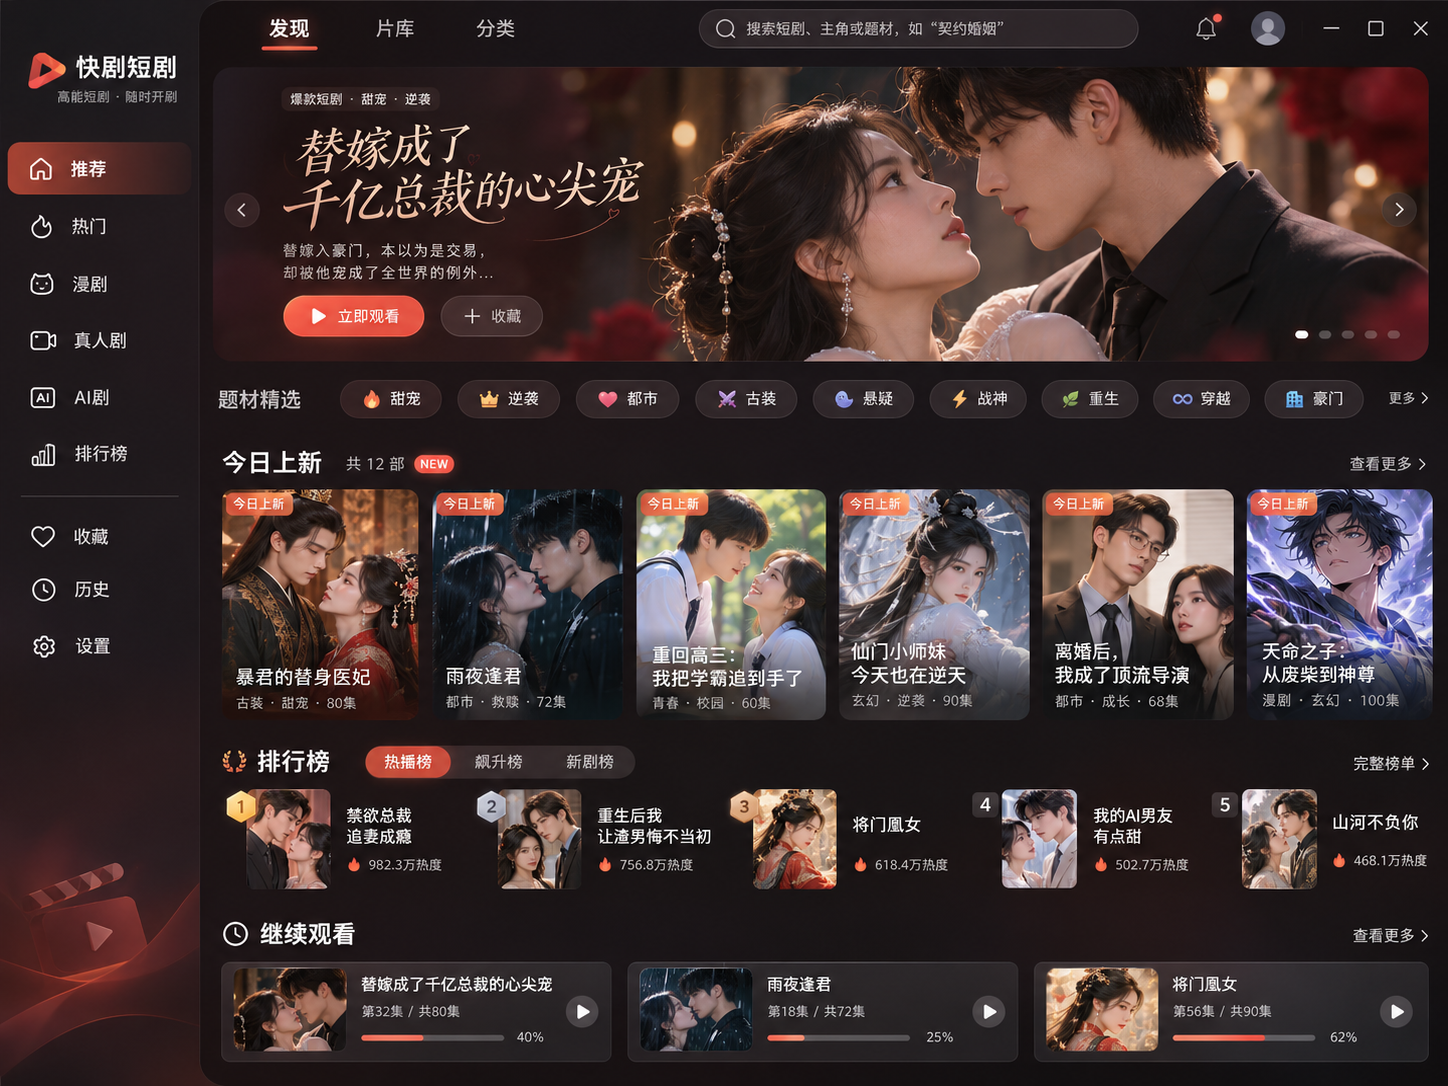 快剧短剧
高能短剧 · 随时开剧
推荐
热门
漫剧
真人剧
AI剧
排行榜
收藏
历史
设置
发现
片库
分类
搜索短剧、主角或题材，如“契约婚姻”
爆款短剧 · 甜宠 · 逆袭
替嫁成了
千亿总裁的心尖宠
替嫁入豪门，本以为是交易，
却被他宠成了全世界的例外...
立即观看
收藏
题材精选
甜宠
逆袭
都市
古装
悬疑
战神
重生
穿越
豪门
更多
今日上新
共 12 部
NEW
查看更多
今日上新
暴君的替身医妃
古装 · 甜宠 · 80集
今日上新
雨夜逢君
都市 · 救赎 · 72集
今日上新
重回高三：
我把学霸追到手了
青春 · 校园 · 60集
今日上新
仙门小师妹
今天也在逆天
玄幻 · 逆袭 · 90集
今日上新
离婚后，
我成了顶流导演
都市 · 成长 · 68集
今日上新
天命之子：
从废柴到神尊
漫剧 · 玄幻 · 100集
排行榜
热播榜
飙升榜
新剧榜
完整榜单
1
禁欲总裁
追妻成瘾
982.3万热度
2
重生后我
让渣男悔不当初
756.8万热度
3
将门凰女
618.4万热度
4
我的AI男友
有点甜
502.7万热度
5
山河不负你
468.1万热度
继续观看
查看更多
替嫁成了千亿总裁的心尖宠
第32集 / 共80集
40%
雨夜逢君
第18集 / 共72集
25%
将门凰女
第56集 / 共90集
62%